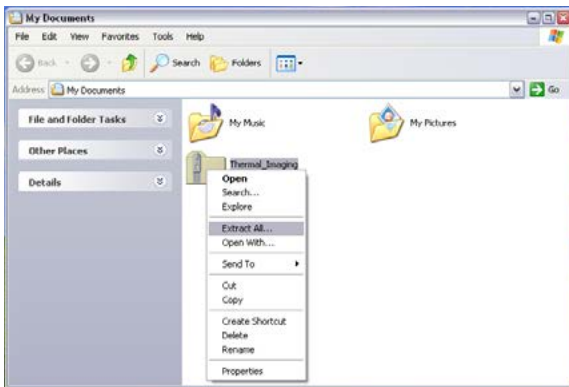 My Documents
File Edit View Favorites Tools Help
Back Search Folders
Address My Documents Go
File and Folder Tasks
Other Places
Details
My Music
My Pictures
Thermal_Imaging
Open
Search...
Explore
Extract All...
Open With...
Send To
Cut
Copy
Create Shortcut
Delete
Rename
Properties